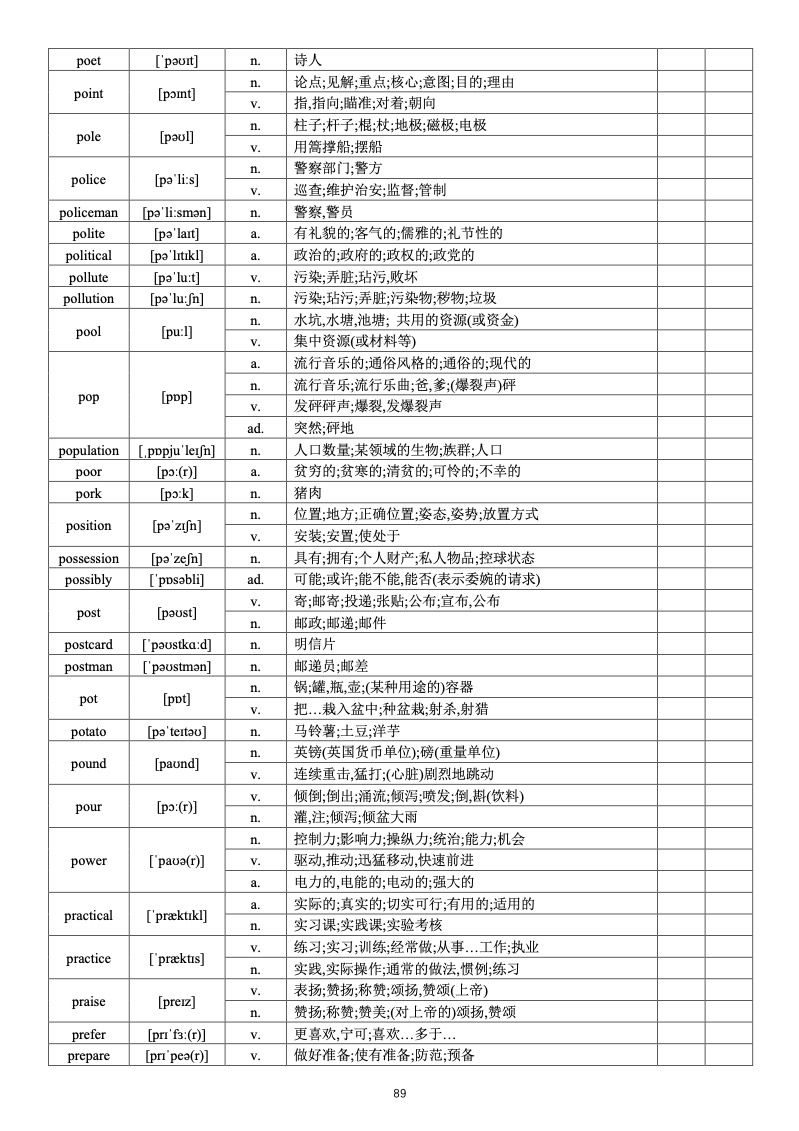 poet [ˈpəʊɪt] n. 诗人
point [pɔɪnt] n. 论点;见解;重点;核心;意图;目的;理由
v. 指,指向;瞄准;对着;朝向
pole [pəʊl] n. 柱子;杆子;棍;杖;地极;磁极;电极
v. 用篙撑船;摆船
police [pəˈliːs] n. 警察部门;警方
v. 巡查;维护治安;监督;管制
policeman [pəˈliːsmən] n. 警察,警员
polite [pəˈlaɪt] a. 有礼貌的;客气的;儒雅的;礼节性的
political [pəˈlɪtɪkl] a. 政治的;政府的;政权的;政党的
pollute [pəˈluːt] v. 污染;弄脏;玷污,败坏
pollution [pəˈluːʃn] n. 污染;玷污;弄脏;污染物;秽物;垃圾
pool [puːl] n. 水坑,水塘,池塘; 共用的资源(或资金)
v. 集中资源(或材料等)
pop [pɒp] a. 流行音乐的;通俗风格的;通俗的;现代的
n. 流行音乐;流行乐曲;爸,爹;(爆裂声)砰
v. 发砰砰声;爆裂,发爆裂声
ad. 突然;砰地
population [ˌpɒpjuˈleɪʃn] n. 人口数量;某领域的生物;族群;人口
poor [pɔː(r)] a. 贫穷的;贫寒的;清贫的;可怜的;不幸的
pork [pɔːk] n. 猪肉
position [pəˈzɪʃn] n. 位置;地方;正确位置;姿态,姿势;放置方式
v. 安装;安置;使处于
possession [pəˈzeʃn] n. 具有;拥有;个人财产;私人物品;控球状态
possibly [ˈpɒsəbli] ad. 可能;或许;能不能,能否(表示委婉的请求)
post [pəʊst] v. 寄;邮寄;投递;张贴;公布;宣布,公布
n. 邮政;邮递;邮件
postcard [ˈpəʊstkɑːd] n. 明信片
postman [ˈpəʊstmən] n. 邮递员;邮差
pot [pɒt] n. 锅;罐,瓶,壶;(某种用途的)容器
v. 把…栽入盆中;种盆栽;射杀,射猎
potato [pəˈteɪtəʊ] n. 马铃薯;土豆;洋芋
pound [paʊnd] n. 英镑(英国货币单位);磅(重量单位)
v. 连续重击,猛打;(心脏)剧烈地跳动
pour [pɔː(r)] v. 倾倒;倒出;涌流;倾泻;喷发;倒,斟(饮料)
n. 灌,注;倾泻;倾盆大雨
power [ˈpaʊə(r)] n. 控制力;影响力;操纵力;统治;能力;机会
v. 驱动,推动;迅猛移动,快速前进
a. 电力的,电能的;电动的;强大的
practical [ˈpræktɪkl] a. 实际的;真实的;切实可行;有用的;适用的
n. 实习课;实践课;实验考核
practice [ˈpræktɪs] v. 练习;实习;训练;经常做;从事…工作;执业
n. 实践,实际操作;通常的做法,惯例;练习
praise [preɪz] v. 表扬;赞扬;称赞;颂扬,赞颂(上帝)
n. 赞扬;称赞;赞美;(对上帝的)颂扬,赞颂
prefer [prɪˈfɜː(r)] v. 更喜欢,宁可;喜欢…多于…
prepare [prɪˈpeə(r)] v. 做好准备;使有准备;防范;预备
89